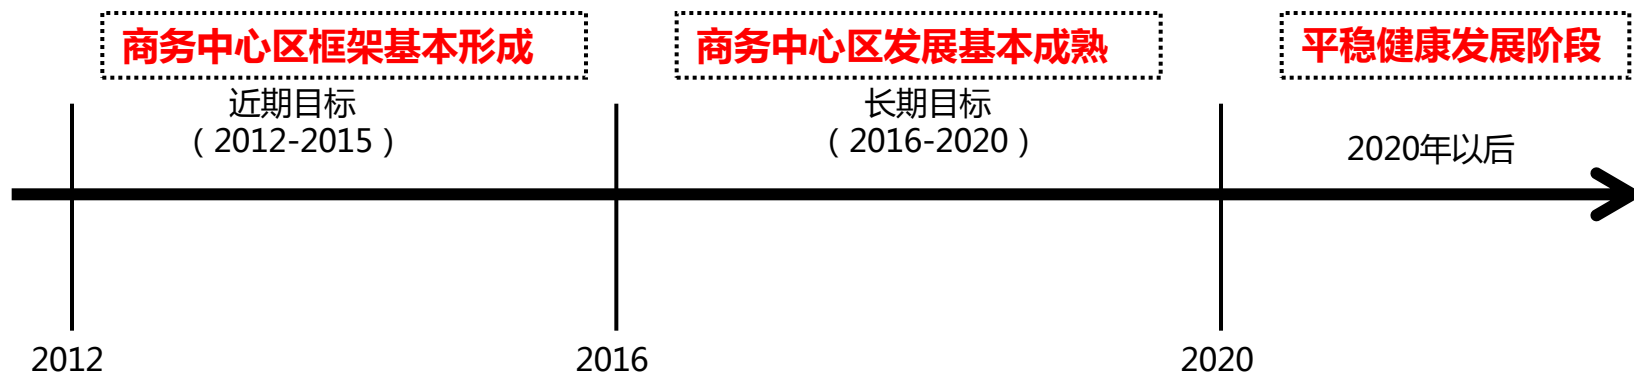 商务中心区框架基本形成
近期目标
（2012-2015）
商务中心区发展基本成熟
长期目标
（2016-2020）
平稳健康发展阶段
2020年以后
2012
2016
2020